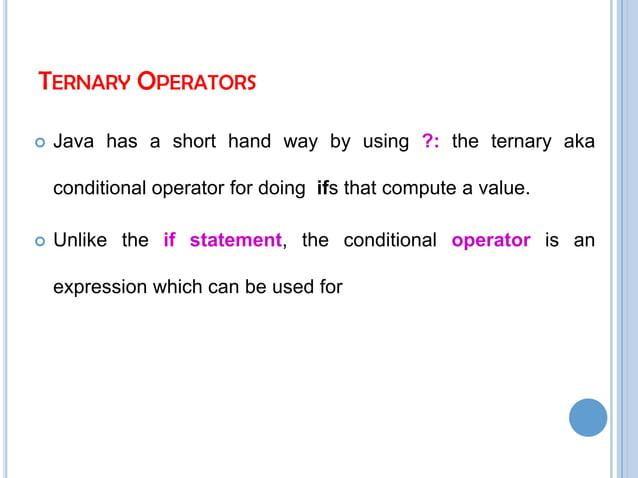 TERNARY OPERATORS
Java has a short hand way by using ?: the ternary aka
conditional operator for doing ifs that compute a value.
Unlike the if statement, the conditional operator is an
expression which can be used for